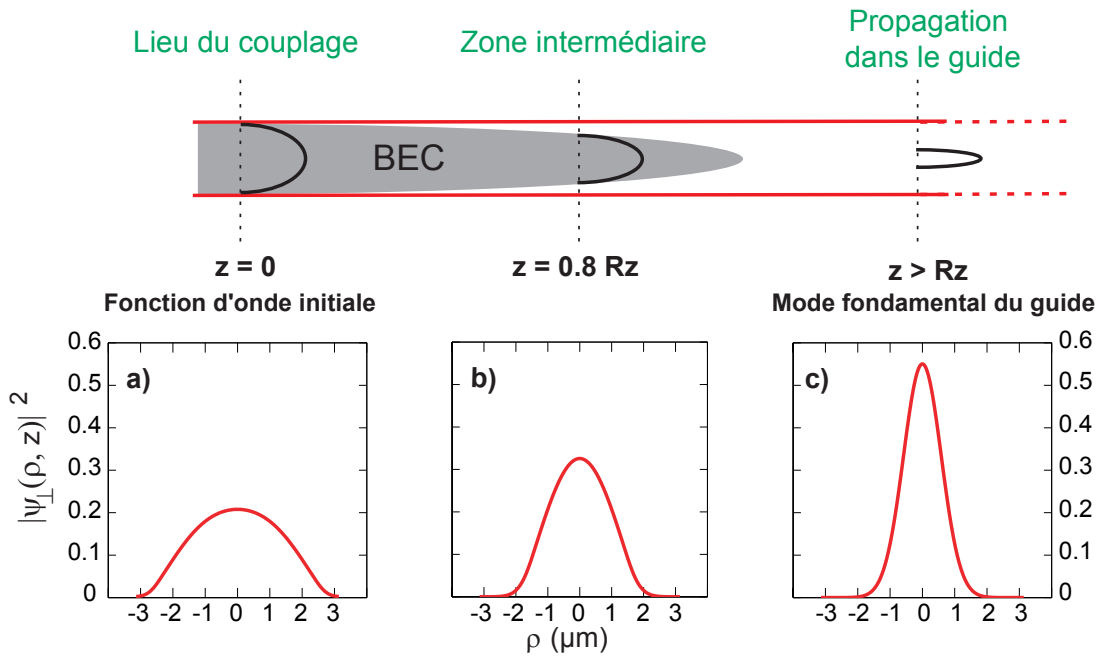 Lieu du couplage
Zone intermédiaire
Propagation
dans le guide
BEC
z = 0
z = 0.8 Rz
z > Rz
Fonction d'onde initiale
Mode fondamental du guide
0.6
0.5
0.4
0.3
0.2
0.1
0
|ψ⊥(ρ, z)| 2
a)
-3 -2 -1 0 1 2 3
b)
-3 -2 -1 0 1 2 3
ρ (µm)
c)
-3 -2 -1 0 1 2 3
0.6
0.5
0.4
0.3
0.2
0.1
0